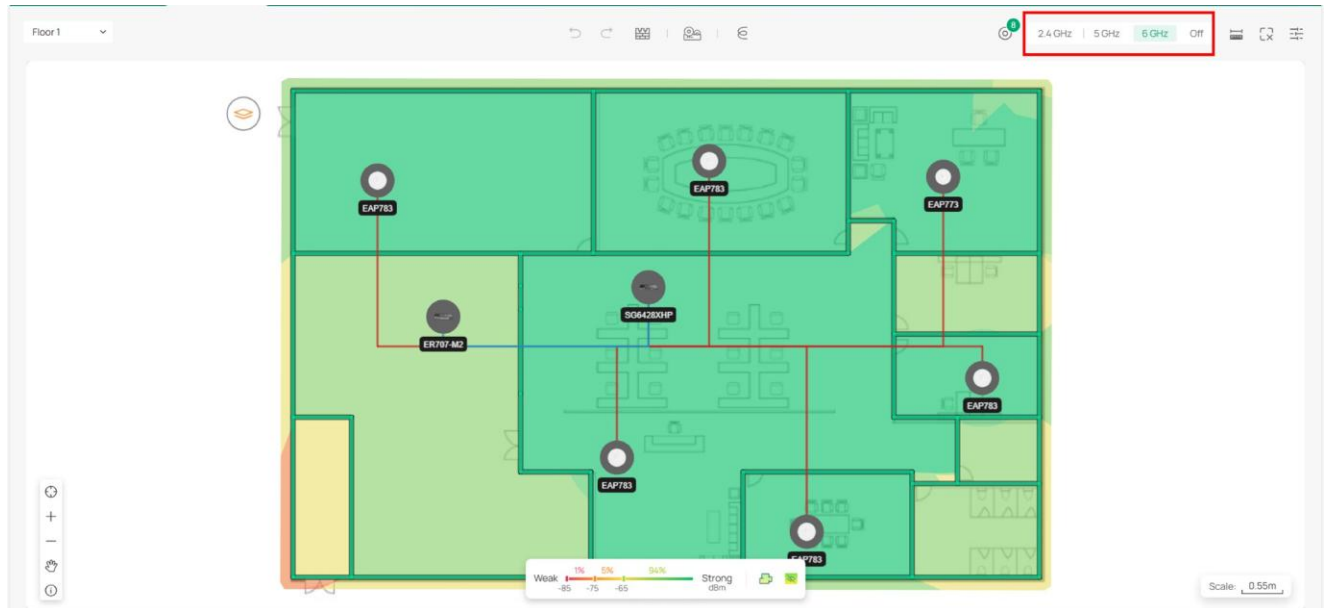 Floor 1
8
2.4 GHz | 5 GHz 6 GHz Off
EAP783
EAP783
EAP773
SG6428XHP
ER707-M2
EAP783
EAP783
EAP783
1% 5% 94%
Weak Strong
-85 -75 -65 dBm
Scale: 0.55m